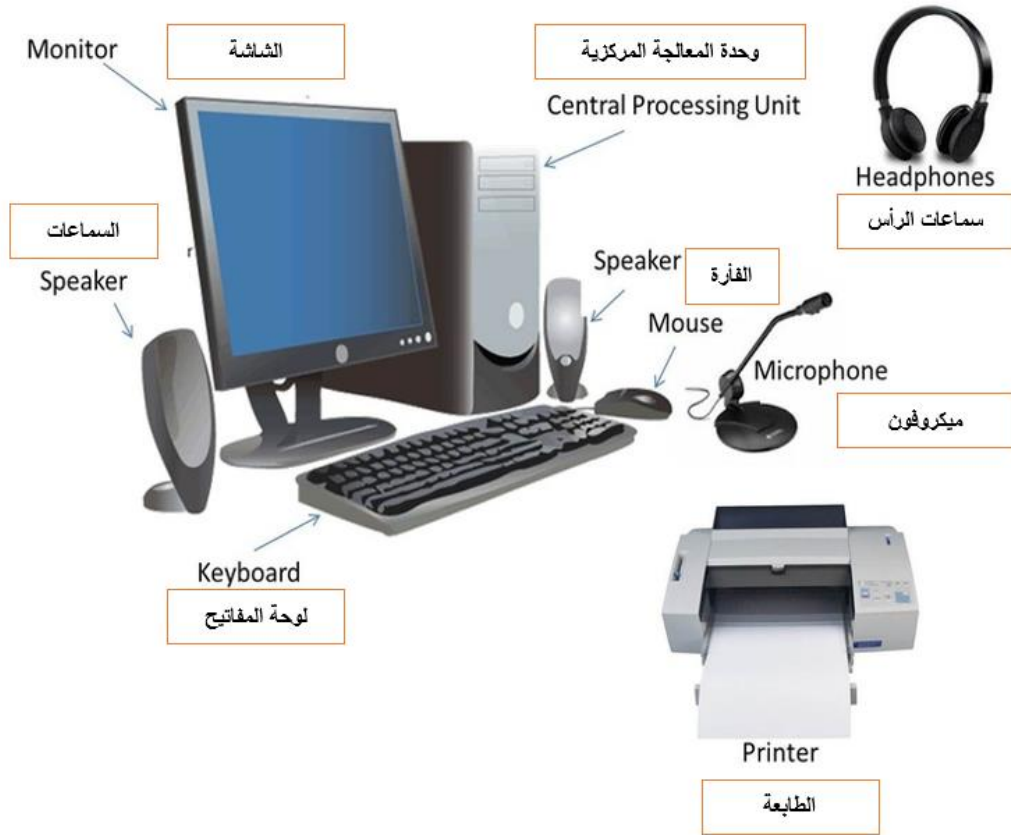 Monitor
الشاشة
وحدة المعالجة المركزية
Central Processing Unit
Headphones
سماعات الرأس
السماعات
r
Speaker
Speaker
الفأرة
Mouse
Microphone
ميكروفون
Keyboard
لوحة المفاتيح
Printer
الطابعة